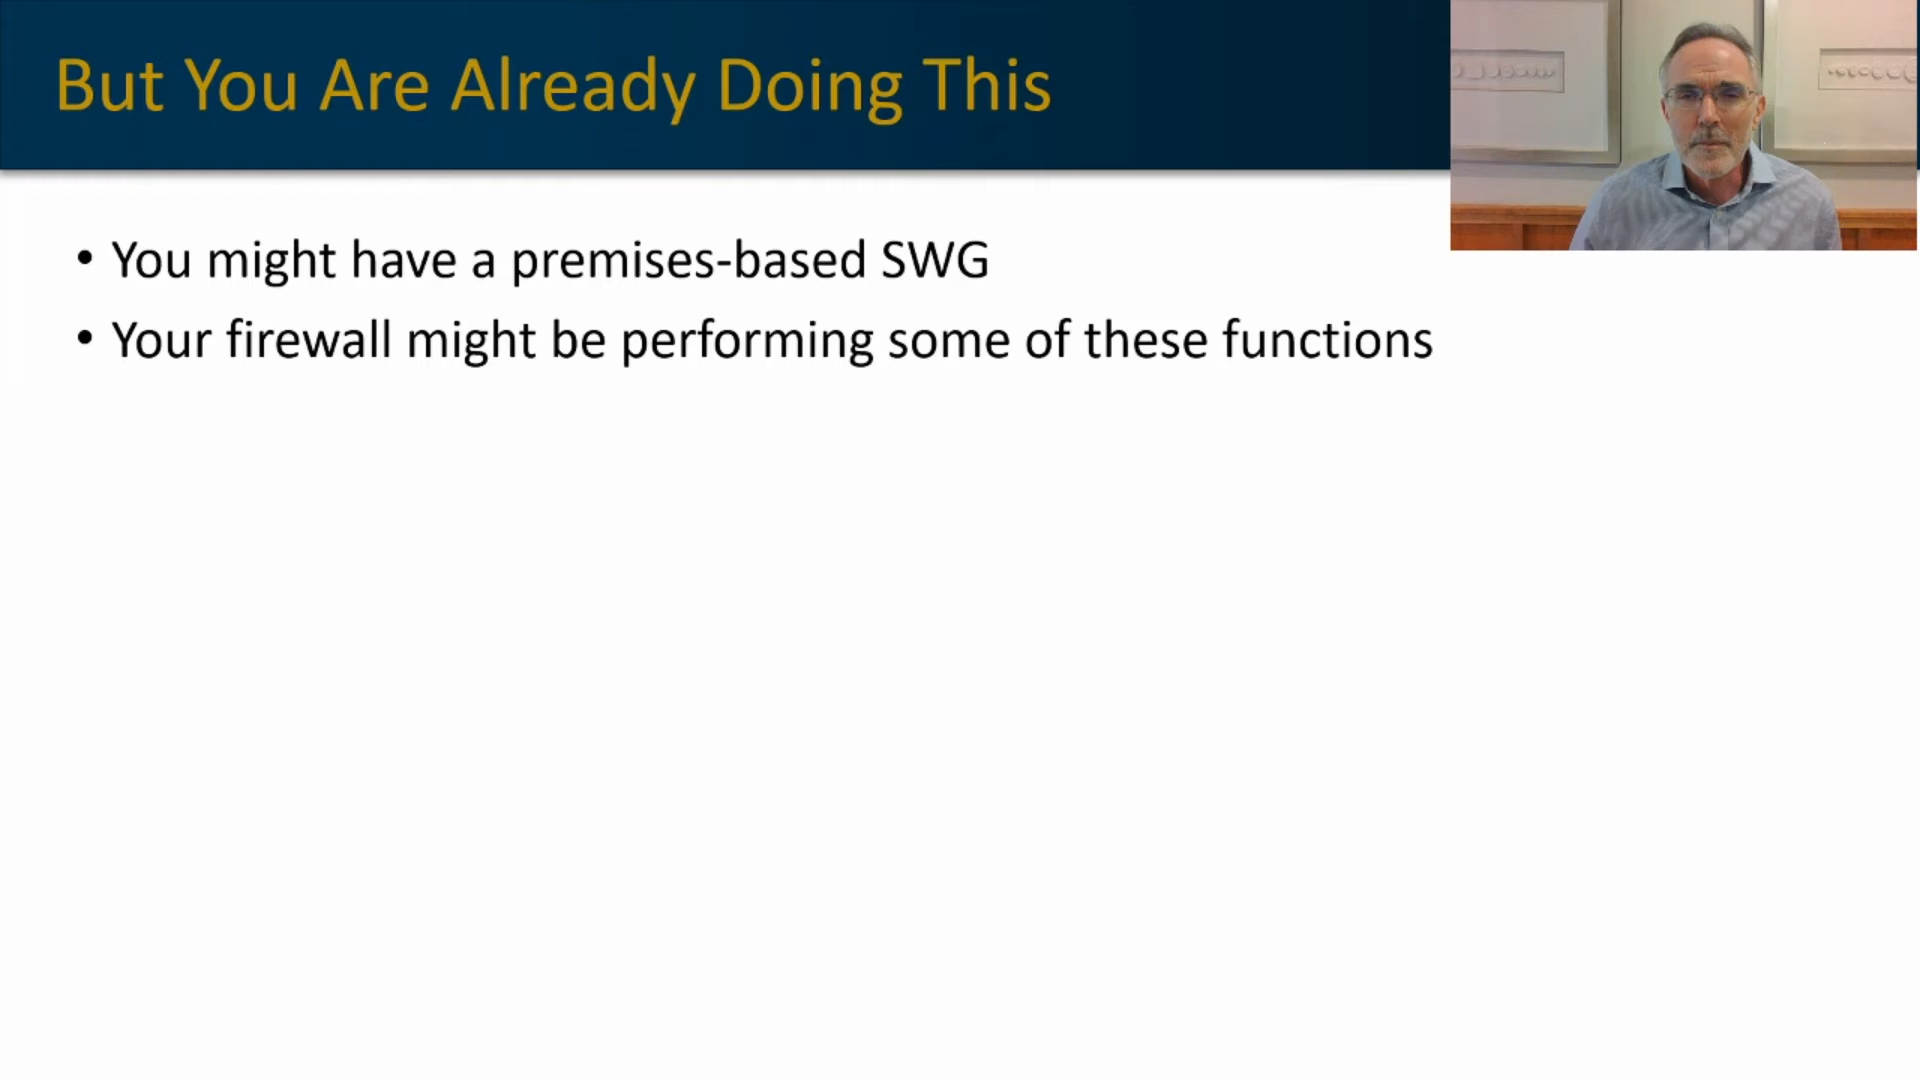 But You Are Already Doing This
• You might have a premises-based SWG
• Your firewall might be performing some of these functions